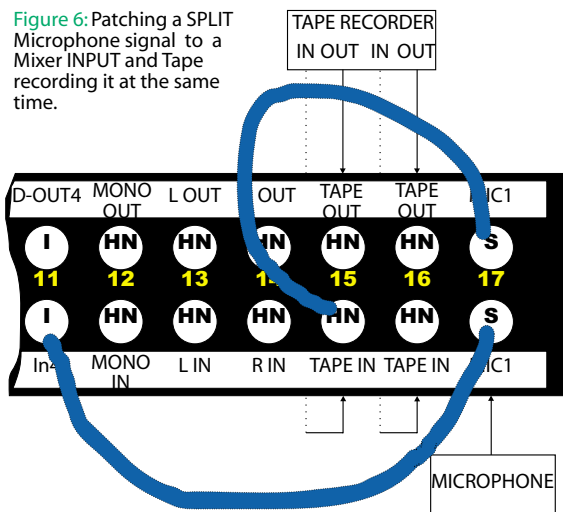 Figure 6: Patching a SPLIT
Microphone signal to a
Mixer INPUT and Tape
recording it at the same
time.
TAPE RECORDER
IN OUT IN OUT
D-OUT4 MONO OUT L OUT OUT TAPE OUT TAPE OUT MIC1
I HN HN HN HN HN S
11 12 13 14 15 16 17
I HN HN HN HN HN S
In4 MONO IN L IN R IN TAPE IN TAPE IN MIC1
MICROPHONE